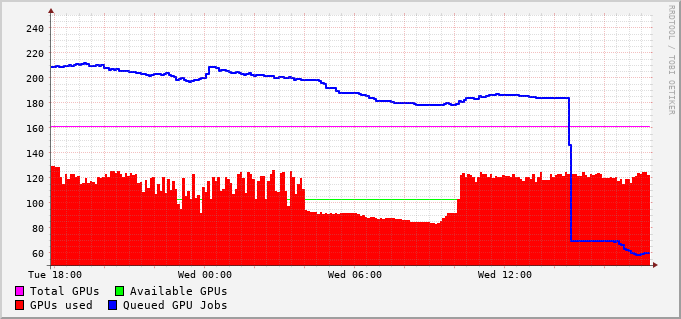 RRDTOOL / TOBI OETIKER
240
220
200
180
160
140
120
100
80
60
Tue 18:00 Wed 00:00 Wed 06:00 Wed 12:00
Total GPUs Available GPUs
GPUs used Queued GPU Jobs